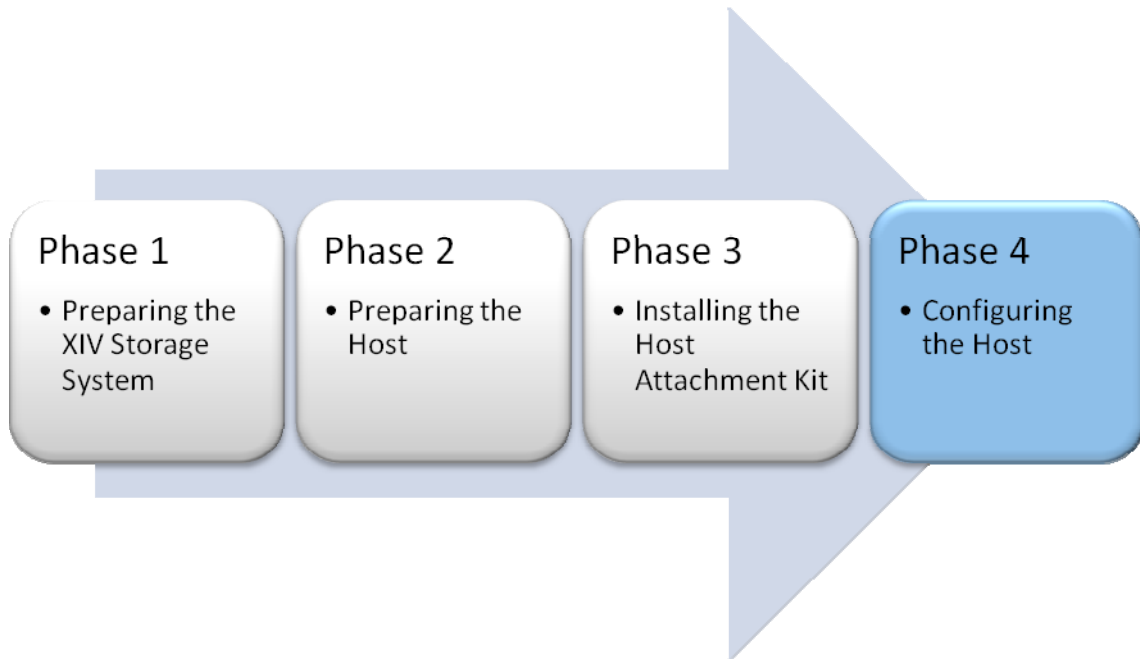 Phase 1
• Preparing the
XIV Storage
System
Phase 2
• Preparing the
Host
Phase 3
• Installing the
Host
Attachment Kit
Phase 4
• Configuring
the Host